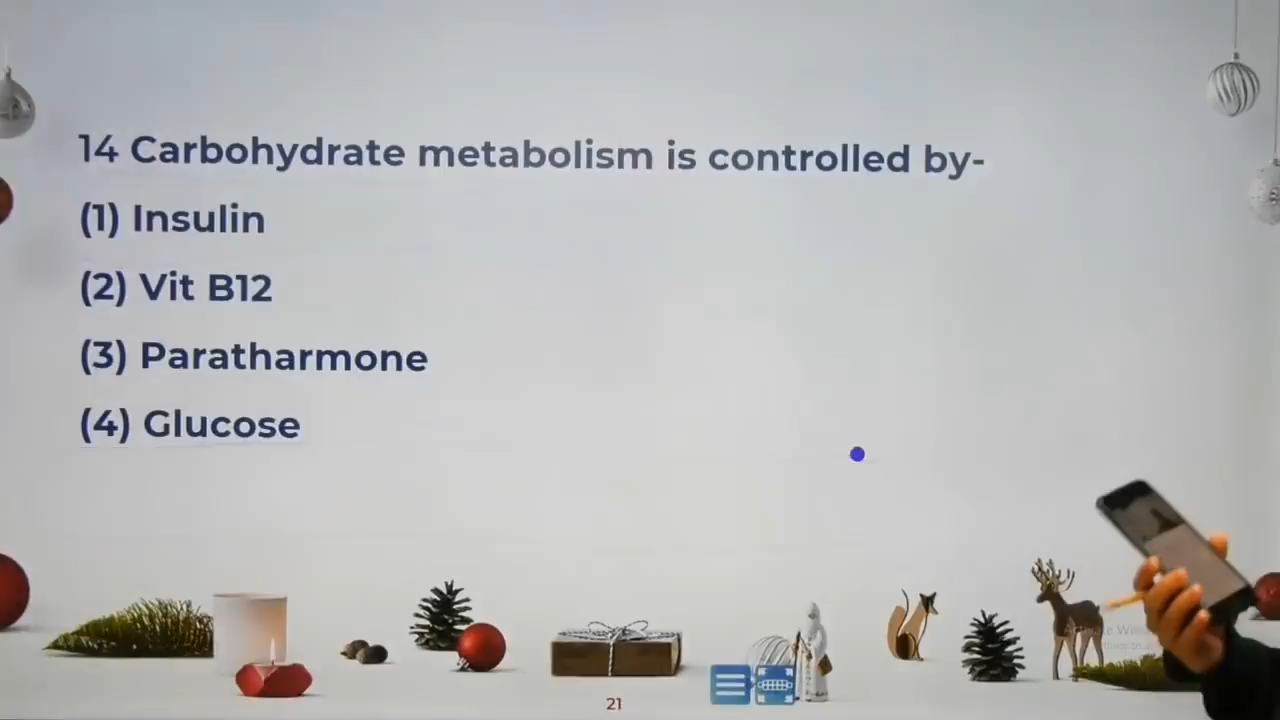 14 Carbohydrate metabolism is controlled by-
(1) Insulin
(2) Vit B12
(3) Paratharmone
(4) Glucose
21